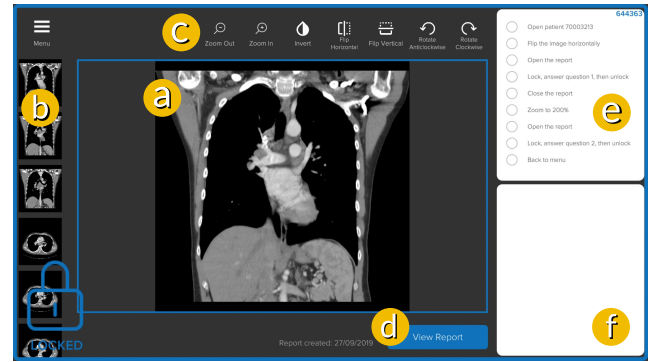 644363
Menu
Zoom Out
Zoom In
Invert
Flip
Horizontal
Flip Vertical
Rotate
Anticlockwise
Rotate
Clockwise
a
b
c
d
e
f
Open patient 70003213
Flip the image horizontally
Open the report
Lock, answer question 1, then unlock
Close the report
Zoom to 200%
Open the report
Lock, answer question 2, then unlock
Back to menu
LOCKED
Report created: 27/09/2019
View Report